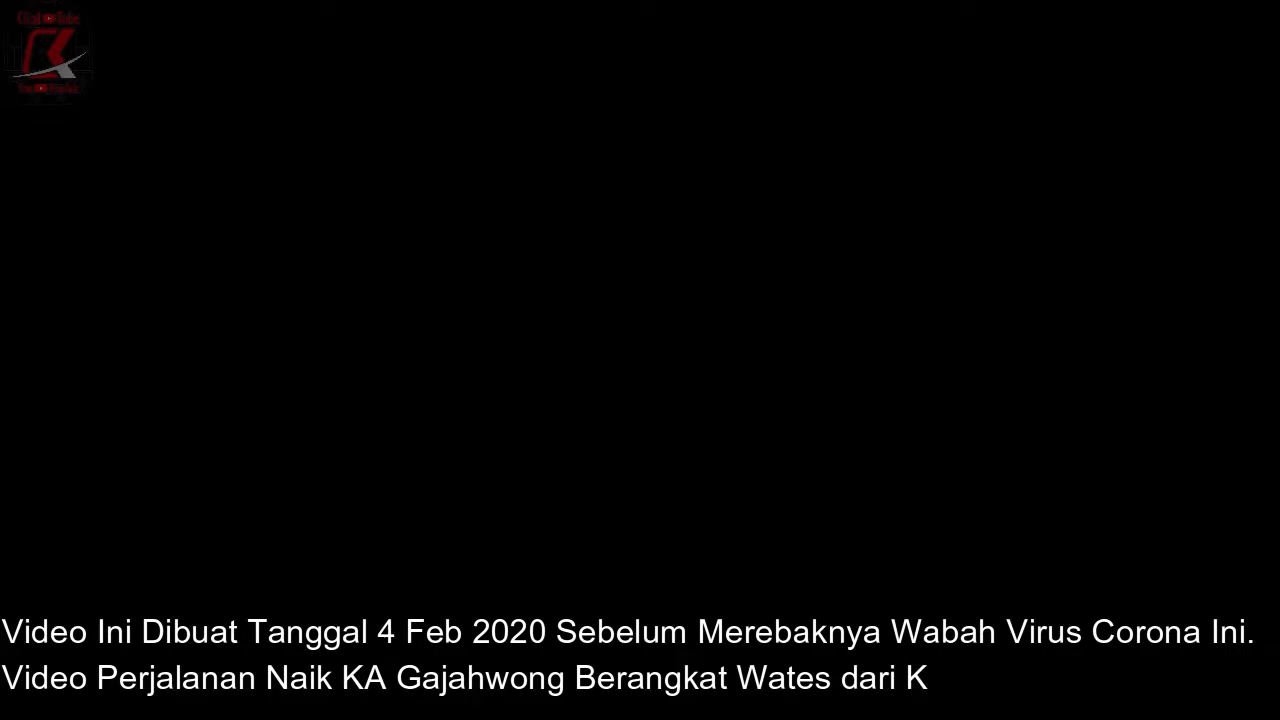 Video Ini Dibuat Tanggal 4 Feb 2020 Sebelum Merebaknya Wabah Virus Corona Ini.
Video Perjalanan Naik KA Gajahwong Berangkat Wates dari K